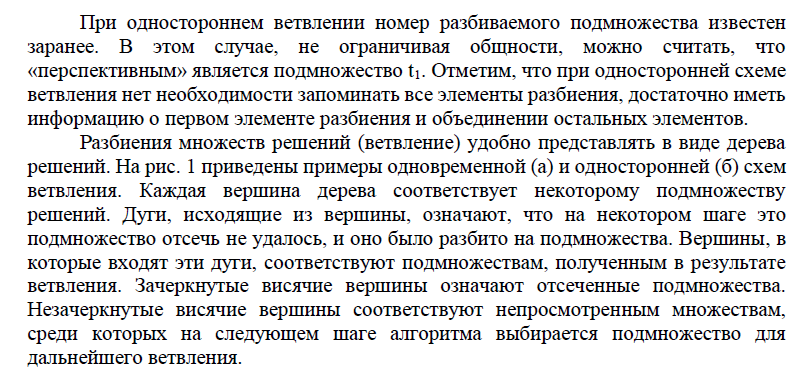 При одностороннем ветвлении номер разбиваемого подмножества известен
заранее. В этом случае, не ограничивая общности, можно считать, что
«перспективным» является подмножество t₁. Отметим, что при односторонней схеме
ветвления нет необходимости запоминать все элементы разбиения, достаточно иметь
информацию о первом элементе разбиения и объединении остальных элементов.
Разбиения множеств решений (ветвление) удобно представлять в виде дерева
решений. На рис. 1 приведены примеры одновременной (а) и односторонней (б) схем
ветвления. Каждая вершина дерева соответствует некоторому подмножеству
решений. Дуги, исходящие из вершины, означают, что на некотором шаге это
подмножество отсечь не удалось, и оно было разбито на подмножества. Вершины, в
которые входят эти дуги, соответствуют подмножествам, полученным в результате
ветвления. Зачеркнутые висячие вершины означают отсеченные подмножества.
Незачеркнутые висячие вершины соответствуют непросмотренным множествам,
среди которых на следующем шаге алгоритма выбирается подмножество для
дальнейшего ветвления.